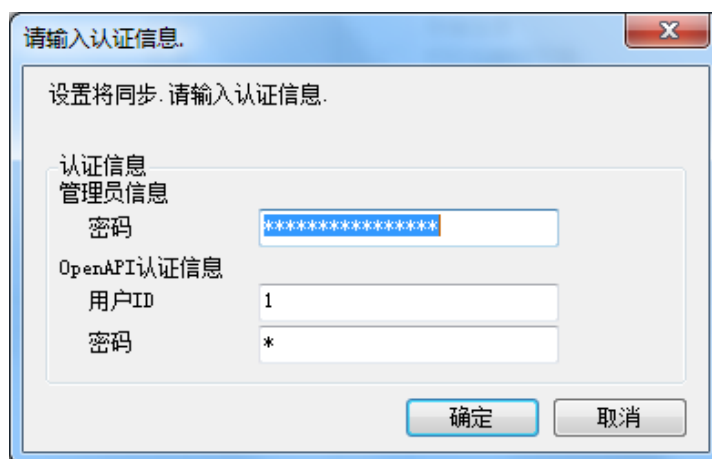 请输入认证信息.
设置将同步.请输入认证信息.
认证信息
管理员信息
密码 ****************
OpenAPI认证信息
用户ID 1
密码 *
确定 取消